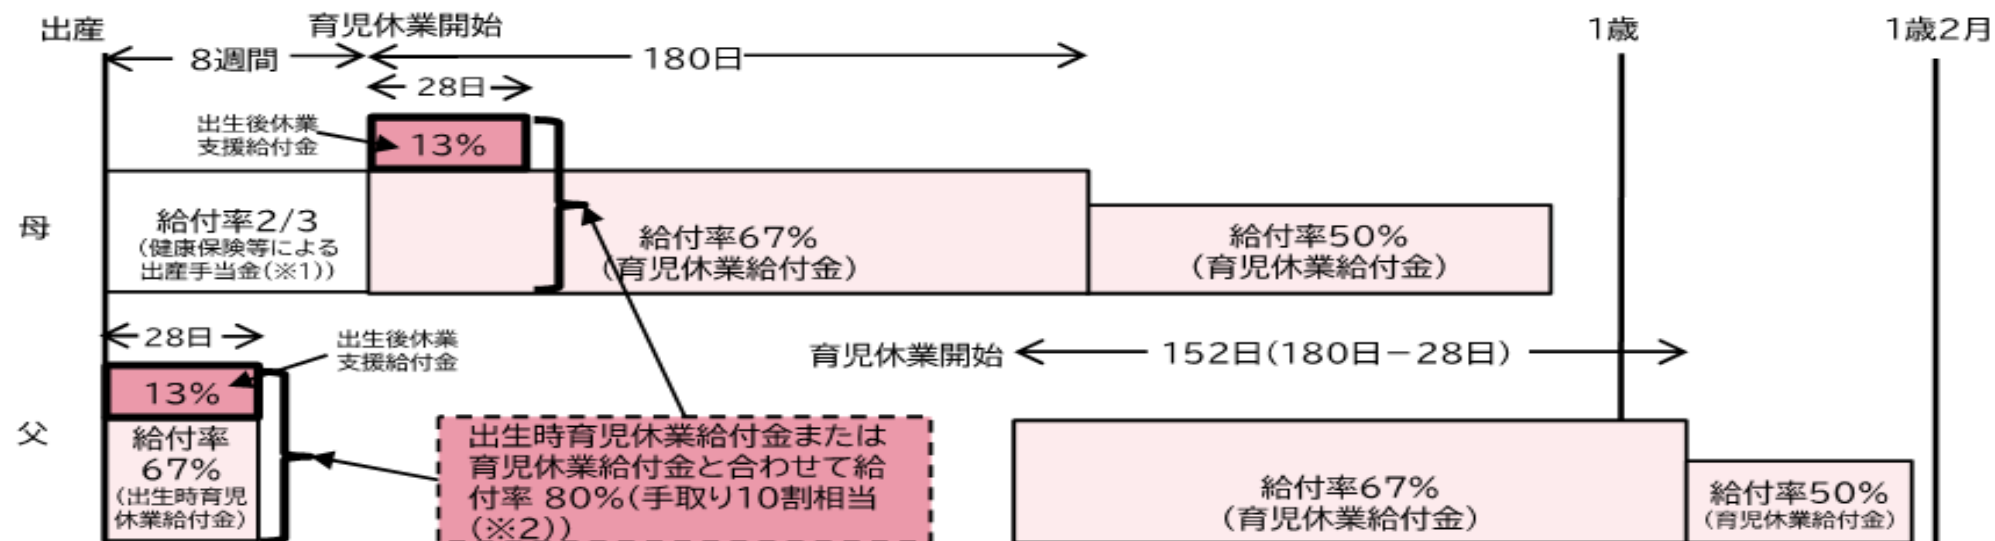 出産
育児休業開始
1歳
1歳2月
8週間
180日
28日
出生後休業
支援給付金
13%
母
給付率2/3
(健康保険等による
出産手当金(※1))
給付率67%
(育児休業給付金)
給付率50%
(育児休業給付金)
28日
出生後休業
支援給付金
育児休業開始
152日(180日－28日)
父
13%
給付率
67%
(出生時育児
休業給付金)
出生時育児休業給付金または
育児休業給付金と合わせて給
付率 80%(手取り10割相当
(※2))
給付率67%
(育児休業給付金)
給付率50%
(育児休業給付金)